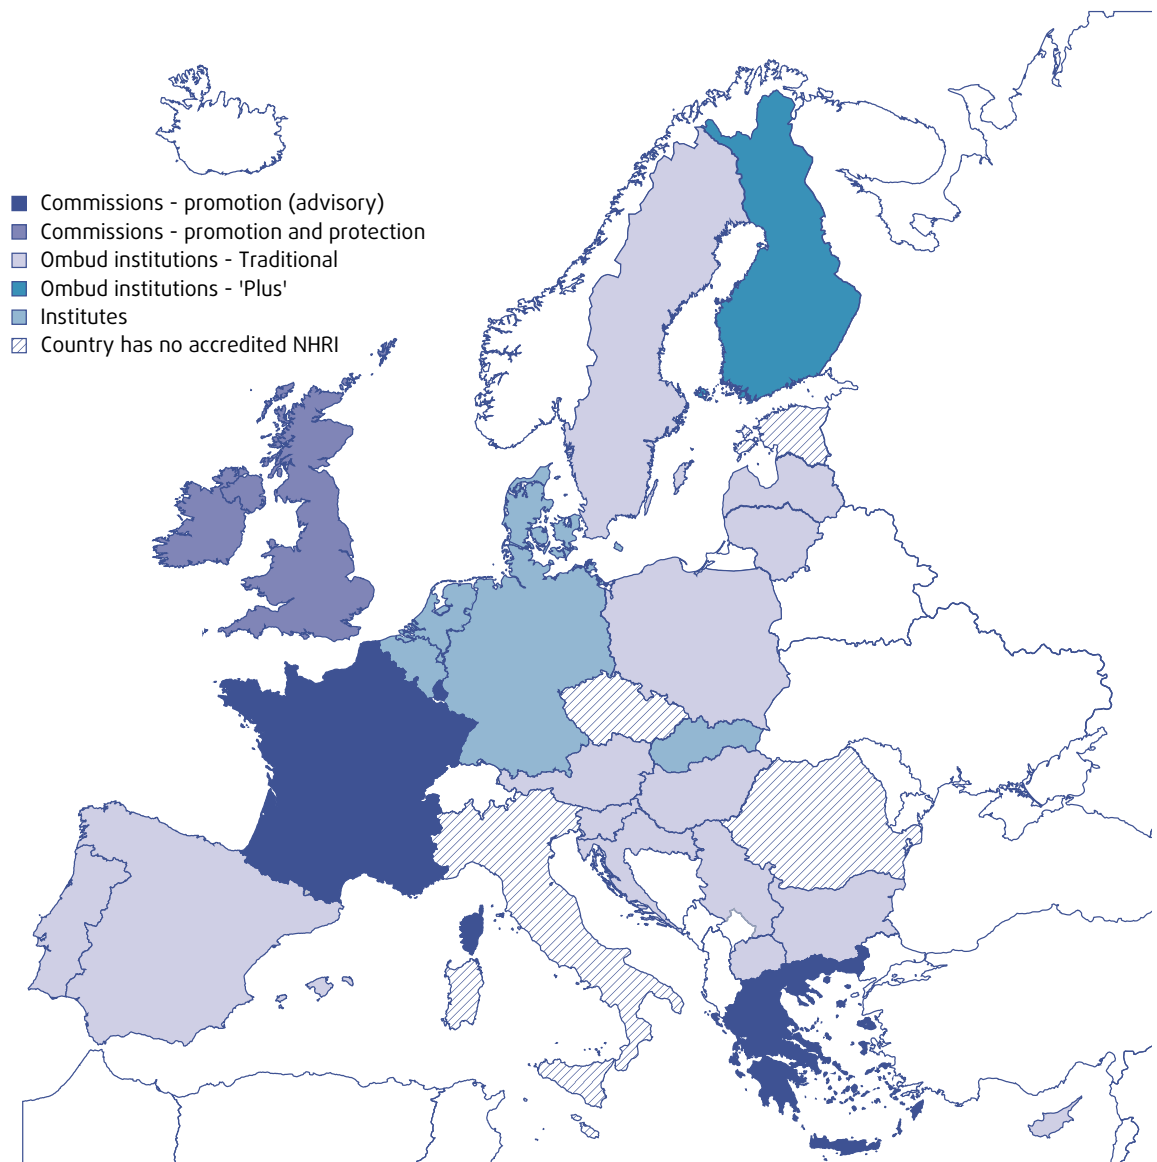 Commissions - promotion (advisory)
Commissions - promotion and protection
Ombud institutions - Traditional
Ombud institutions - 'Plus'
Institutes
Country has no accredited NHRI